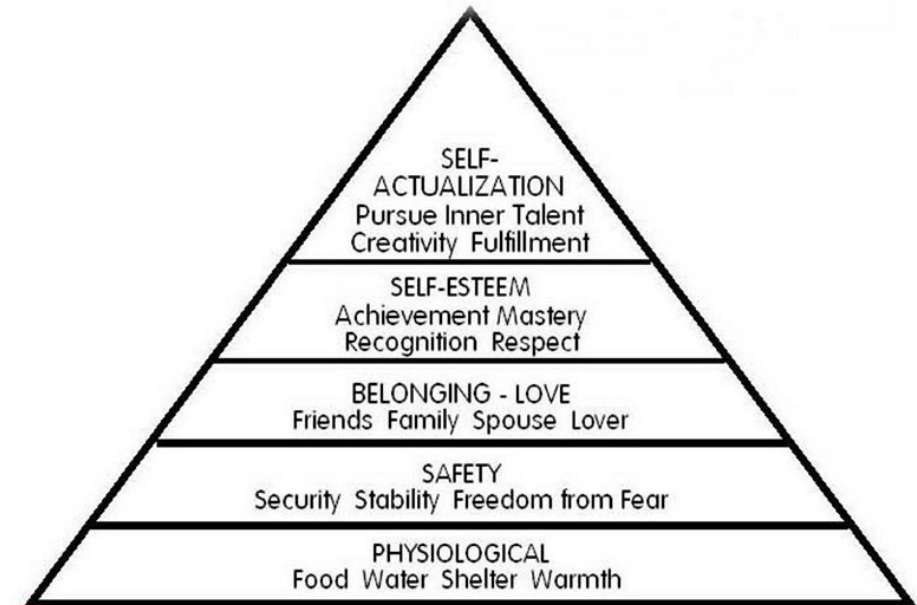 SELF-
ACTUALIZATION
Pursue Inner Talent
Creativity Fulfillment
SELF-ESTEEM
Achievement Mastery
Recognition Respect
BELONGING - LOVE
Friends Family Spouse Lover
SAFETY
Security Stability Freedom from Fear
PHYSIOLOGICAL
Food Water Shelter Warmth